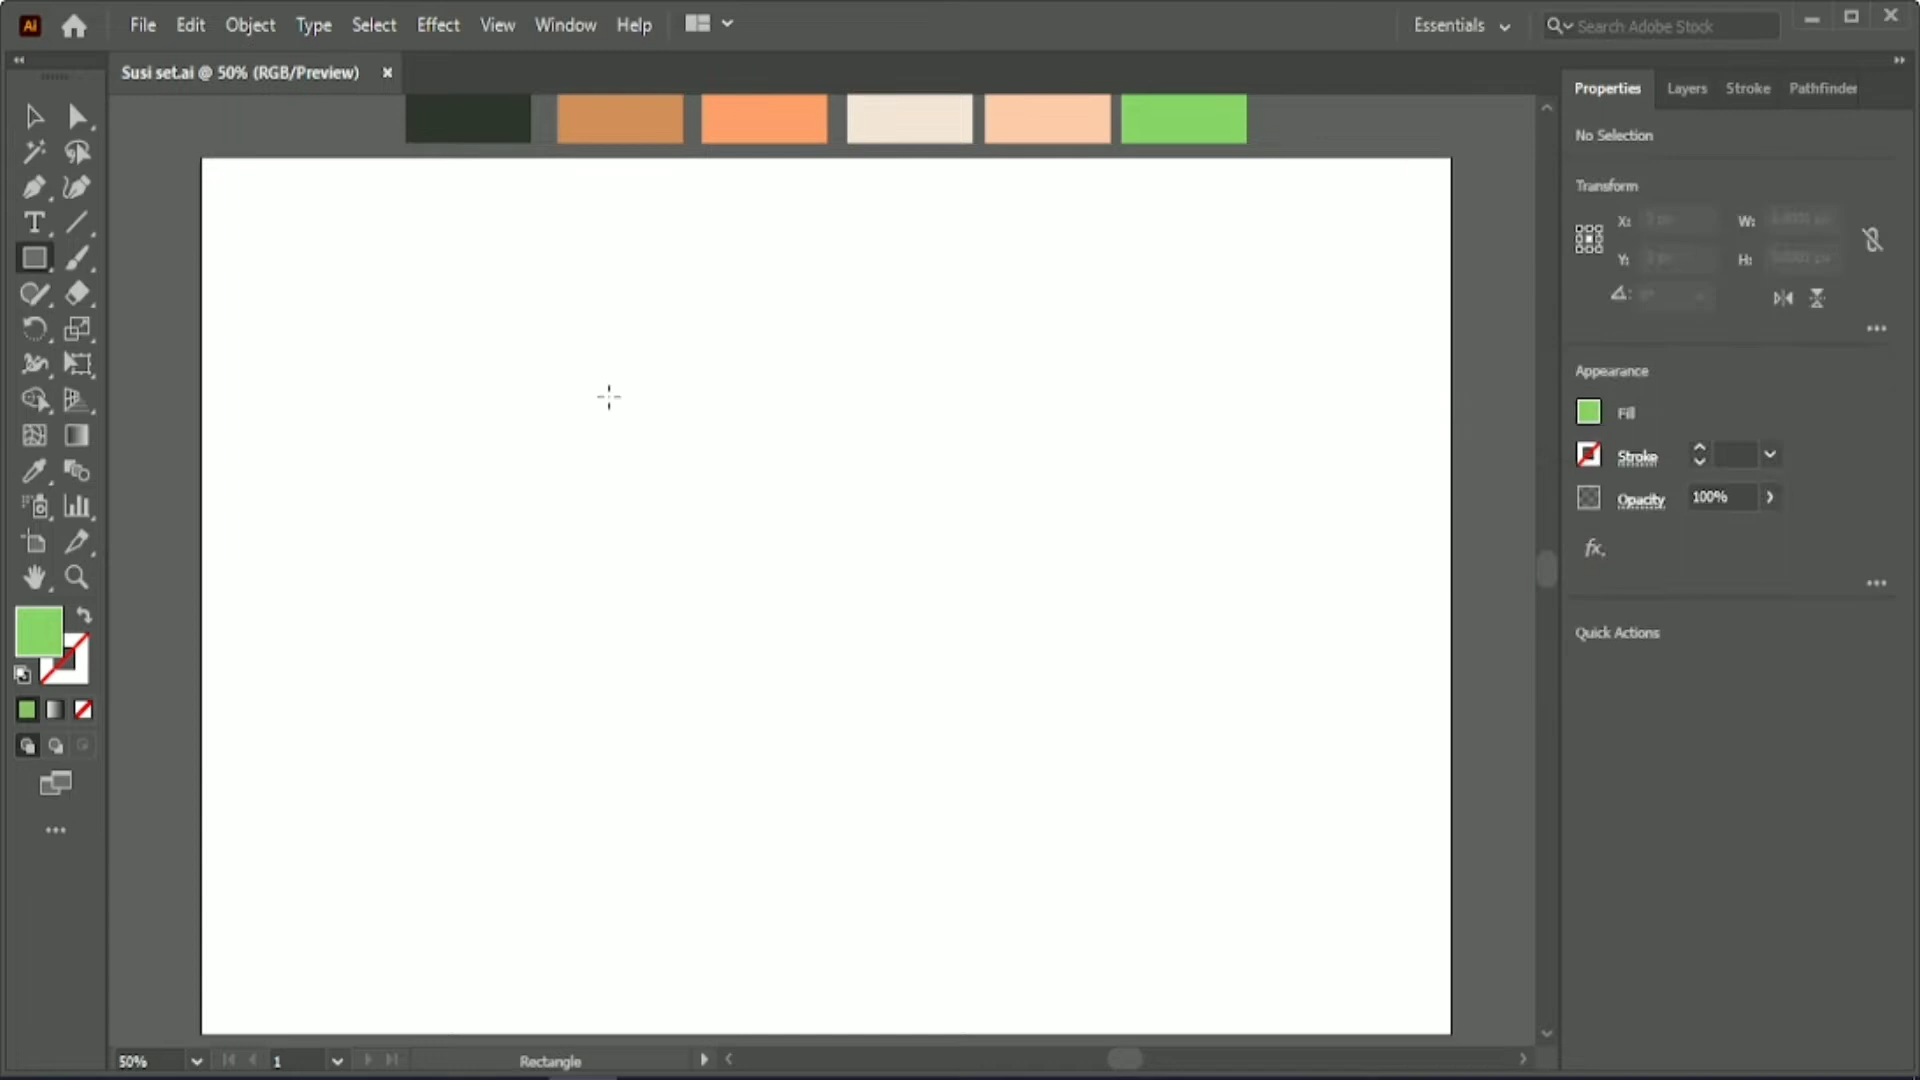 Ai File Edit Object Type Select Effect View Window Help Essentials Search Adobe Stock
Susi set.ai @ 50% (RGB/Preview) ×
Properties Layers Stroke Pathfinder
No Selection
Transform
X: W:
Y: H:
Appearance
Fill
Stroke
Opacity 100%
fx.
Quick Actions
50% 1 Rectangle